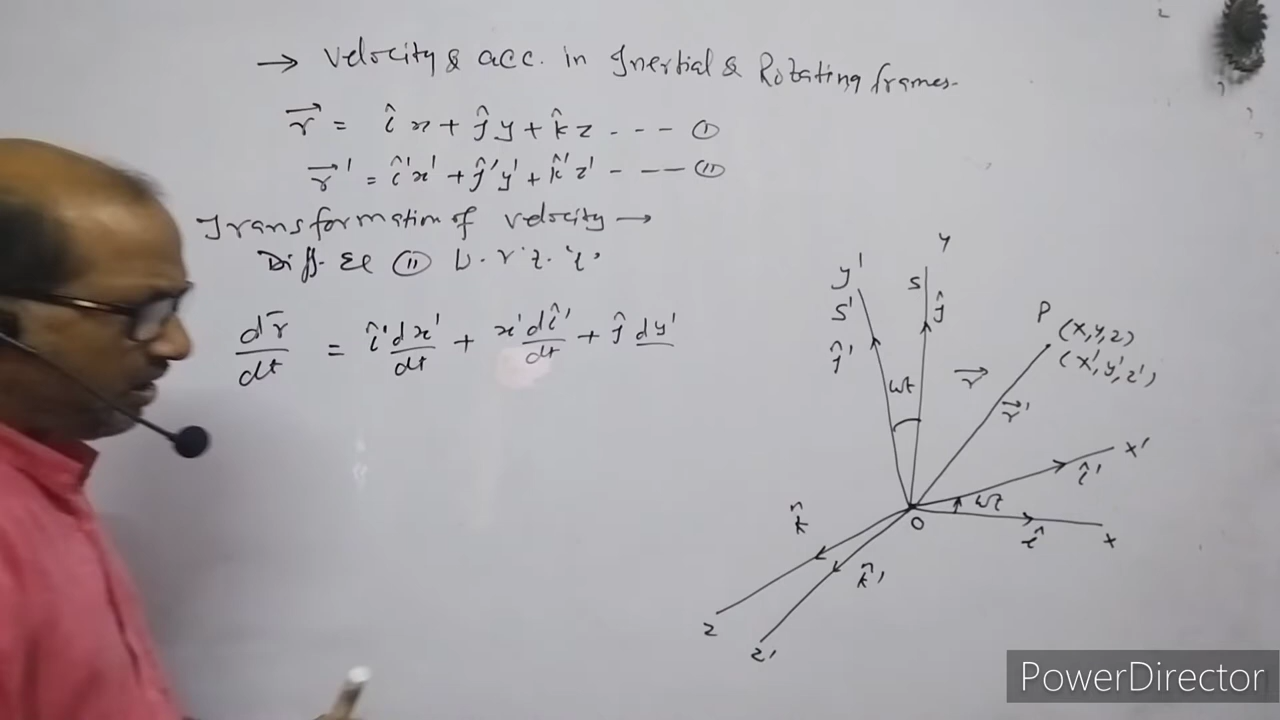 → Velocity & acc. in Inertial & Rotating frames-
r⃗ = î x + ĵ y + k̂ z - - - ①
r⃗' = î'x' + ĵ'y' + k̂'z' - - - ⑪
Transformation of velocity →
Diff. Eq ⑪ w.r.t. 't'
dr̄/dt = î' dx'/dt + x' dî'/dt + ĵ dy'
y
y'
s
s'
ĵ
ĵ'
ωt
P (x,y,z)
(x',y',z')
r⃗
r⃗'
x'
î'
ωt
O
î
x
k̂
k̂'
z
z'
PowerDirector